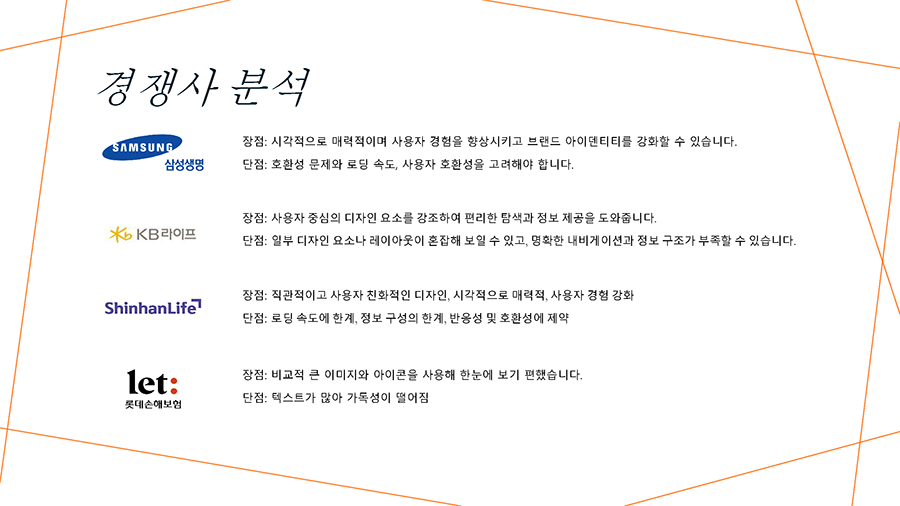 경쟁사 분석
SAMSUNG
삼성생명
장점: 시각적으로 매력적이며 사용자 경험을 향상시키고 브랜드 아이덴티티를 강화할 수 있습니다.
단점: 호환성 문제와 로딩 속도, 사용자 호환성을 고려해야 합니다.
KB라이프
장점: 사용자 중심의 디자인 요소를 강조하여 편리한 탐색과 정보 제공을 도와줍니다.
단점: 일부 디자인 요소나 레이아웃이 혼잡해 보일 수 있고, 명확한 내비게이션과 정보 구조가 부족할 수 있습니다.
ShinhanLife
장점: 직관적이고 사용자 친화적인 디자인, 시각적으로 매력적, 사용자 경험 강화
단점: 로딩 속도에 한계, 정보 구성의 한계, 반응성 및 호환성에 제약
let:
롯데손해보험
장점: 비교적 큰 이미지와 아이콘을 사용해 한눈에 보기 편했습니다.
단점: 텍스트가 많아 가독성이 떨어짐